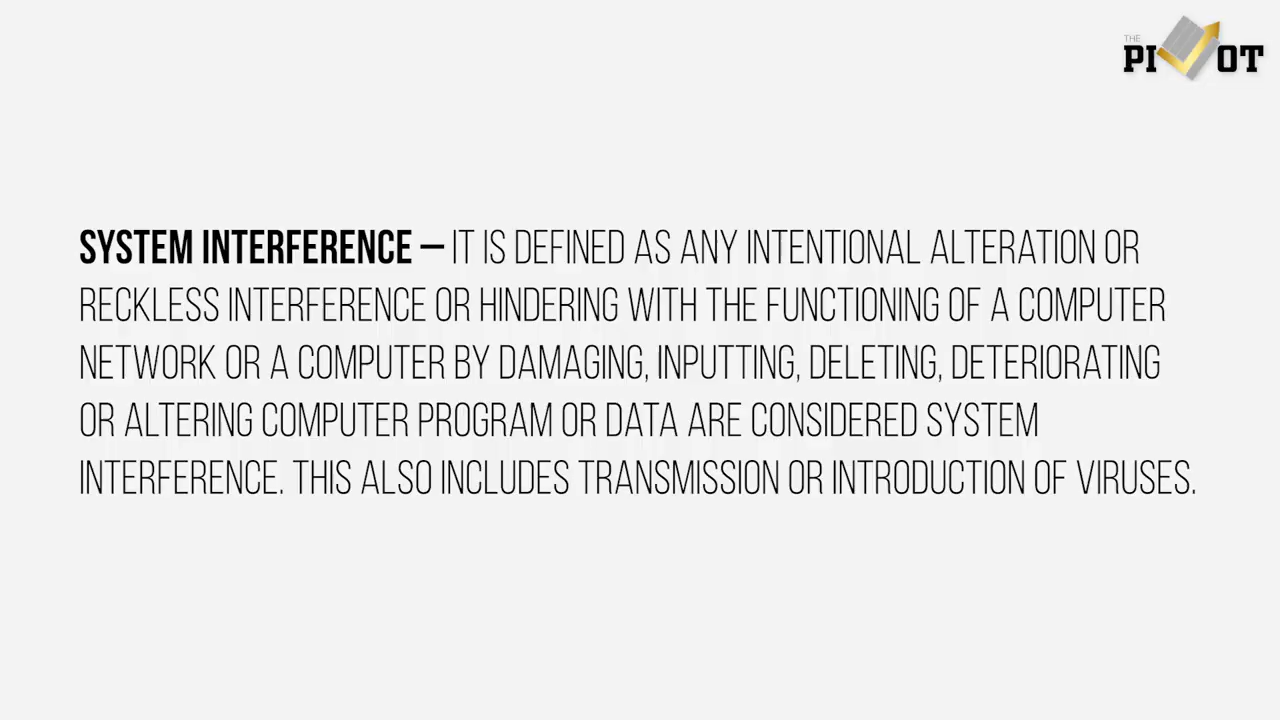 THE
PIVOT
SYSTEM INTERFERENCE – IT IS DEFINED AS ANY INTENTIONAL ALTERATION OR
RECKLESS INTERFERENCE OR HINDERING WITH THE FUNCTIONING OF A COMPUTER
NETWORK OR A COMPUTER BY DAMAGING, INPUTTING, DELETING, DETERIORATING
OR ALTERING COMPUTER PROGRAM OR DATA ARE CONSIDERED SYSTEM
INTERFERENCE. THIS ALSO INCLUDES TRANSMISSION OR INTRODUCTION OF VIRUSES.